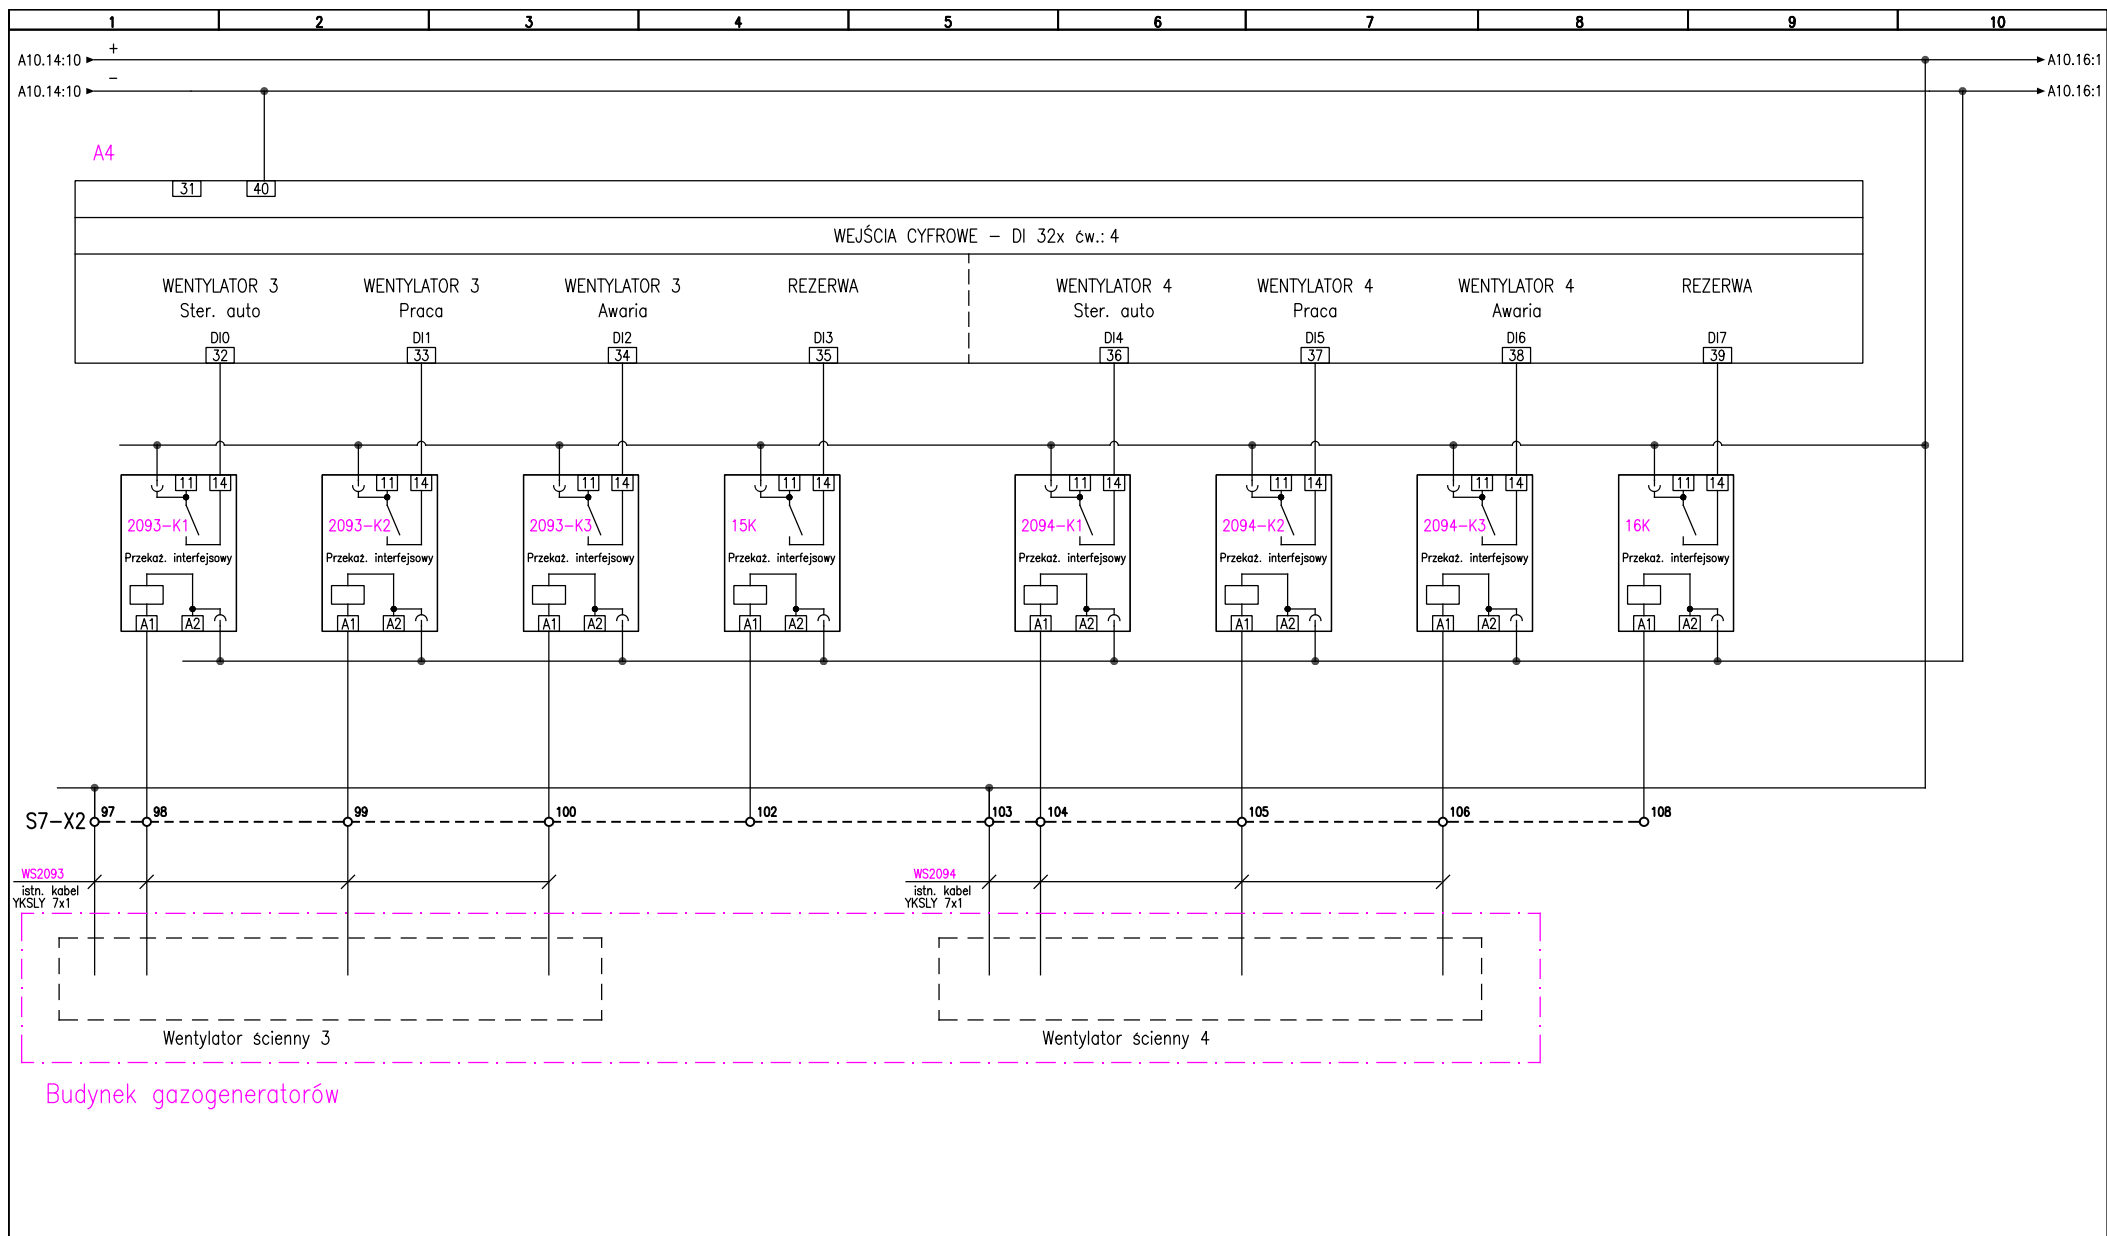 1 2 3 4 5 6 7 8 9 10
+
A10.14:10 A10.16:1
−
A10.14:10 A10.16:1
A4
31 40
WEJŚCIA CYFROWE − DI 32x ćw.: 4
WENTYLATOR 3 WENTYLATOR 3 WENTYLATOR 3 REZERWA WENTYLATOR 4 WENTYLATOR 4 WENTYLATOR 4 REZERWA
Ster. auto Praca Awaria Ster. auto Praca Awaria
DI0 DI1 DI2 DI3 DI4 DI5 DI6 DI7
32 33 34 35 36 37 38 39
11 14 11 14 11 14 11 14 11 14 11 14 11 14 11 14
2093−K1 2093−K2 2093−K3 15K 2094−K1 2094−K2 2094−K3 16K
Przekaź. interfejsowy Przekaź. interfejsowy Przekaź. interfejsowy Przekaź. interfejsowy Przekaź. interfejsowy Przekaź. interfejsowy Przekaź. interfejsowy Przekaź. interfejsowy
A1 A2 A1 A2 A1 A2 A1 A2 A1 A2 A1 A2 A1 A2 A1 A2
S7−X2 97 98 99 100 102 103 104 105 106 108
WS2093 WS2094
istn. kabel istn. kabel
YKSLY 7x1 YKSLY 7x1
Wentylator ścienny 3 Wentylator ścienny 4
Budynek gazogeneratorów